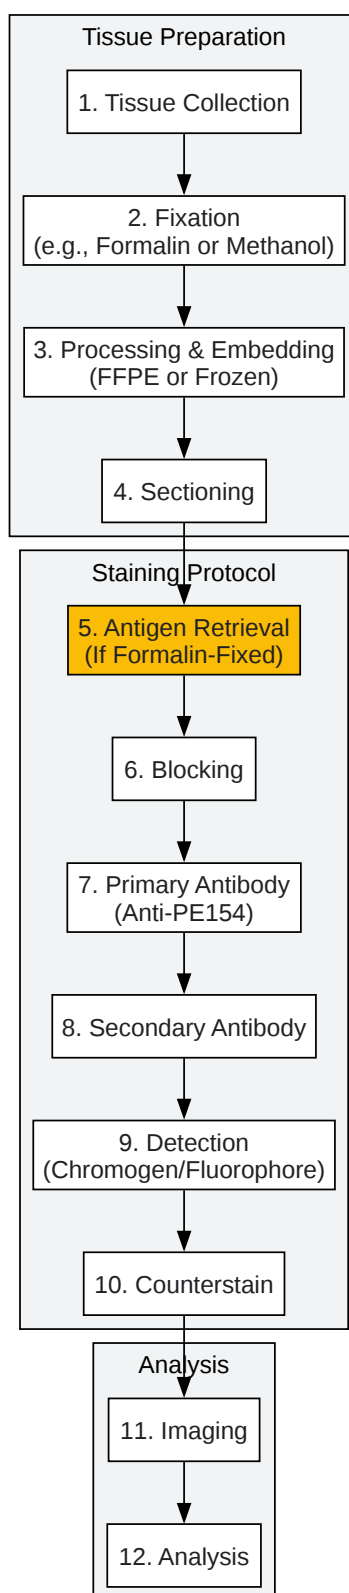 Tissue Preparation
1. Tissue Collection
2. Fixation
(e.g., Formalin or Methanol)
3. Processing & Embedding
(FFPE or Frozen)
4. Sectioning
Staining Protocol
5. Antigen Retrieval
(If Formalin-Fixed)
6. Blocking
7. Primary Antibody
(Anti-PE154)
8. Secondary Antibody
9. Detection
(Chromogen/Fluorophore)
10. Counterstain
Analysis
11. Imaging
12. Analysis